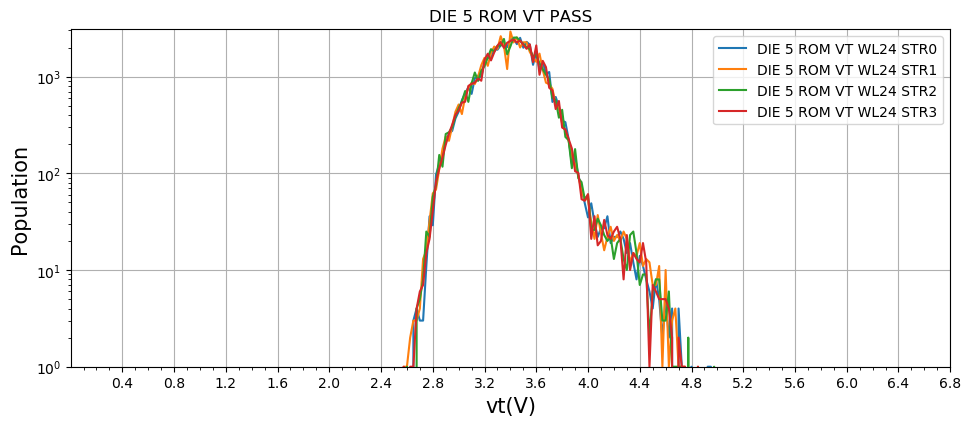 DIE 5 ROM VT PASS
DIE 5 ROM VT WL24 STR0
DIE 5 ROM VT WL24 STR1
DIE 5 ROM VT WL24 STR2
DIE 5 ROM VT WL24 STR3
Population
10³
10²
10¹
10⁰
0.4 0.8 1.2 1.6 2.0 2.4 2.8 3.2 3.6 4.0 4.4 4.8 5.2 5.6 6.0 6.4 6.8
vt(V)